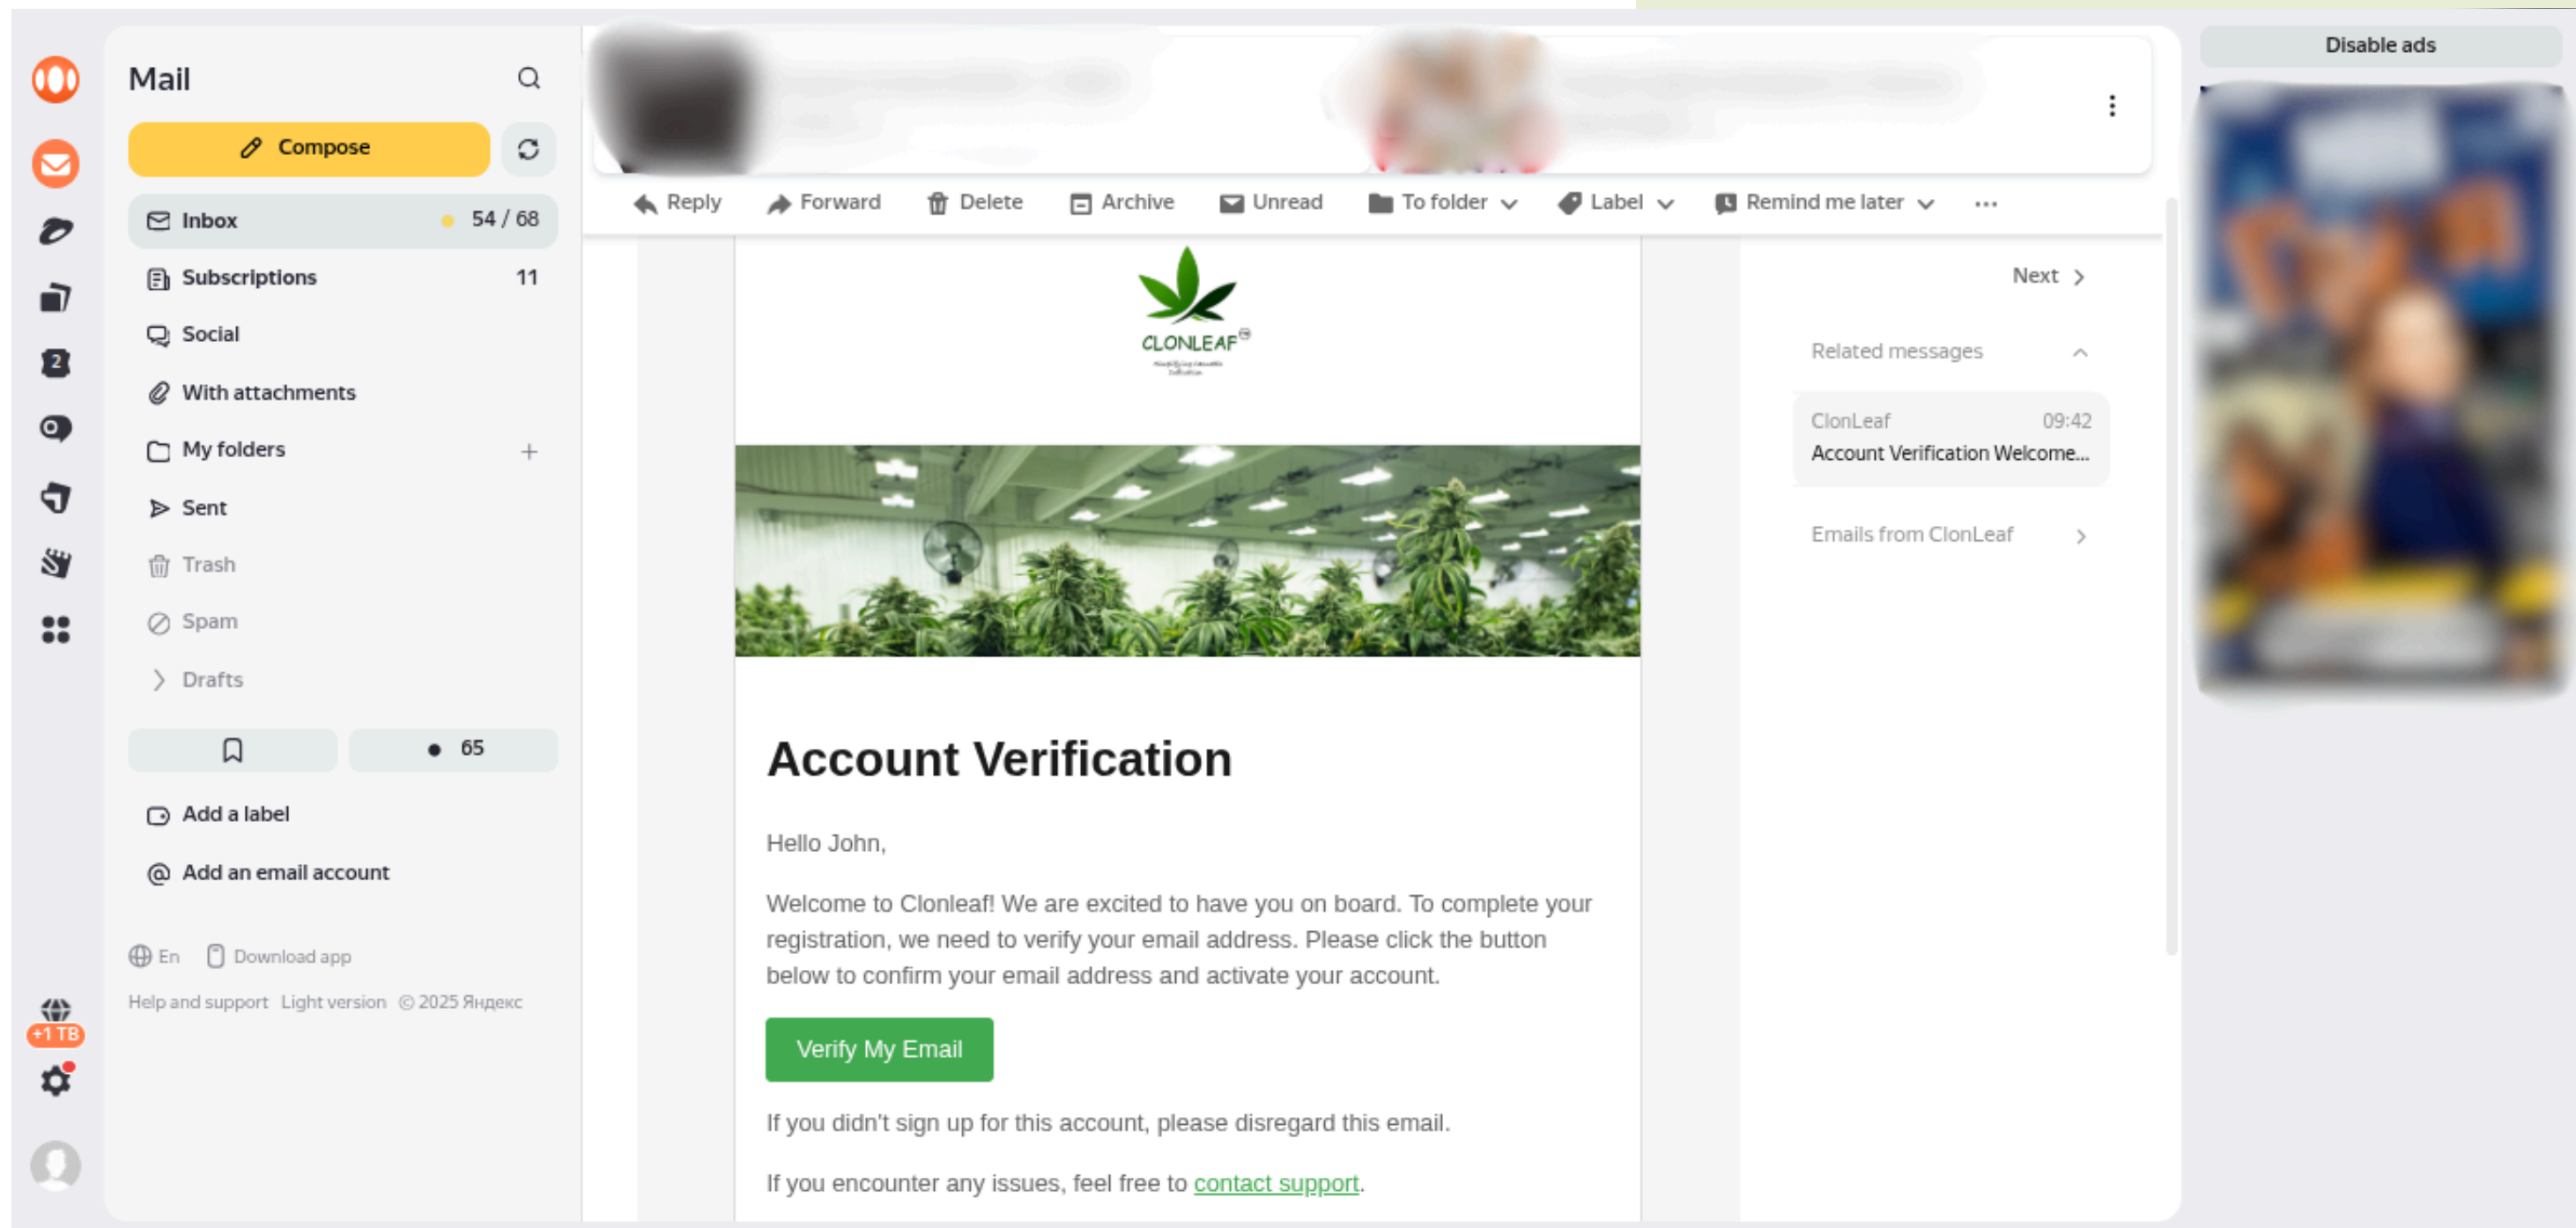 Disable ads
Mail
Compose
Inbox 54 / 68
Subscriptions 11
Social
With attachments
My folders
Sent
Trash
Spam
Drafts
65
Add a label
Add an email account
En Download app
Help and support Light version © 2025 Яндекс
2
+1 TB
Reply Forward Delete Archive Unread To folder Label Remind me later
CLONLEAF
Account Verification
Hello John,
Welcome to Clonleaf! We are excited to have you on board. To complete your
registration, we need to verify your email address. Please click the button
below to confirm your email address and activate your account.
Verify My Email
If you didn't sign up for this account, please disregard this email.
If you encounter any issues, feel free to contact support.
Next
Related messages
ClonLeaf 09:42
Account Verification Welcome...
Emails from ClonLeaf